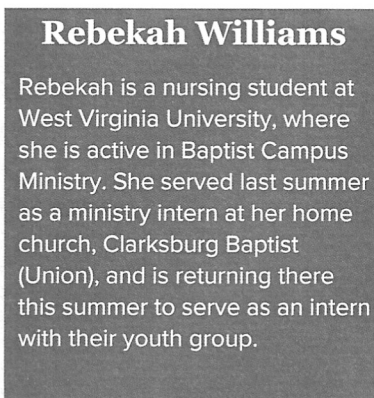 Rebekah Williams
Rebekah is a nursing student at
West Virginia University, where
she is active in Baptist Campus
Ministry. She served last summer
as a ministry intern at her home
church, Clarksburg Baptist
(Union), and is returning there
this summer to serve as an intern
with their youth group.